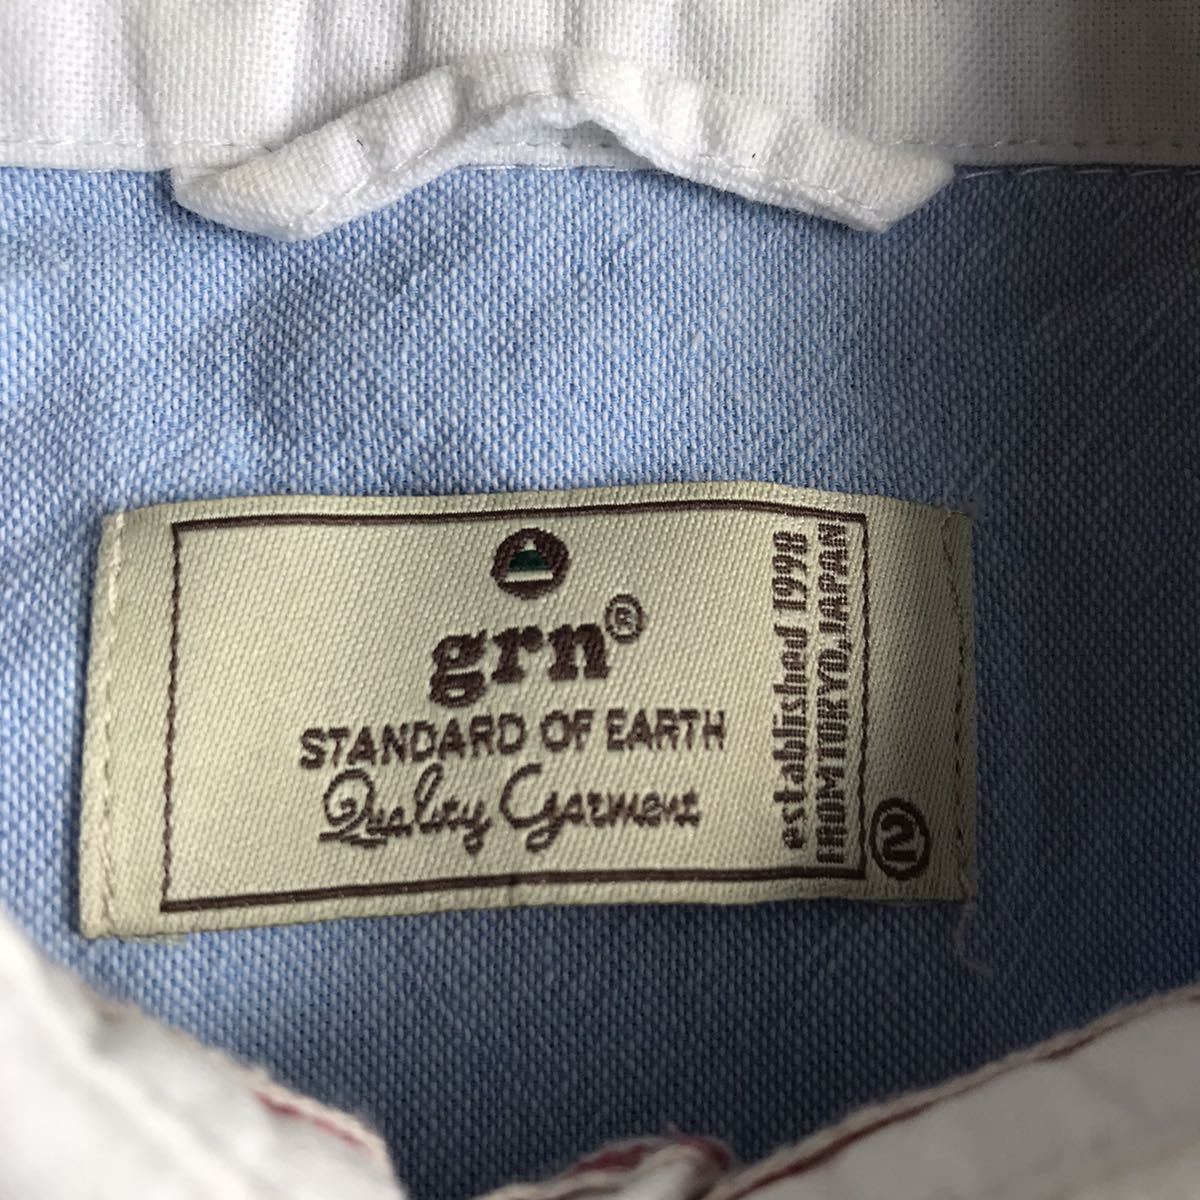 grn®
STANDARD OF EARTH
Quality Garment
established 1998
FROM TOKYO, JAPAN
2